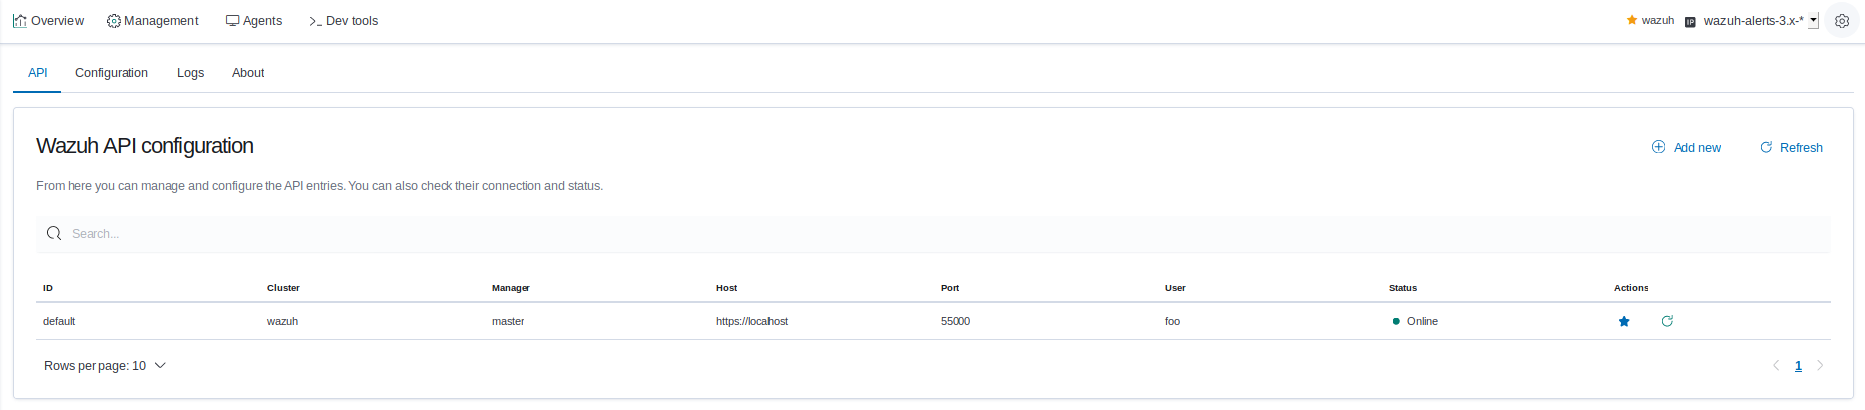 Overview Management Agents Dev tools wazuh IP wazuh-alerts-3.x-*
API Configuration Logs About
Wazuh API configuration
Add new Refresh
From here you can manage and configure the API entries. You can also check their connection and status.
Search...
ID Cluster Manager Host Port User Status Actions
default wazuh master https://localhost 55000 foo Online
Rows per page: 10 1